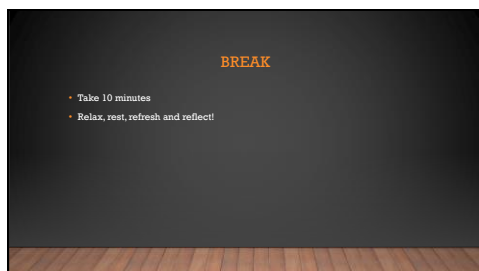 BREAK
• Take 10 minutes
• Relax, rest, refresh and reflect!